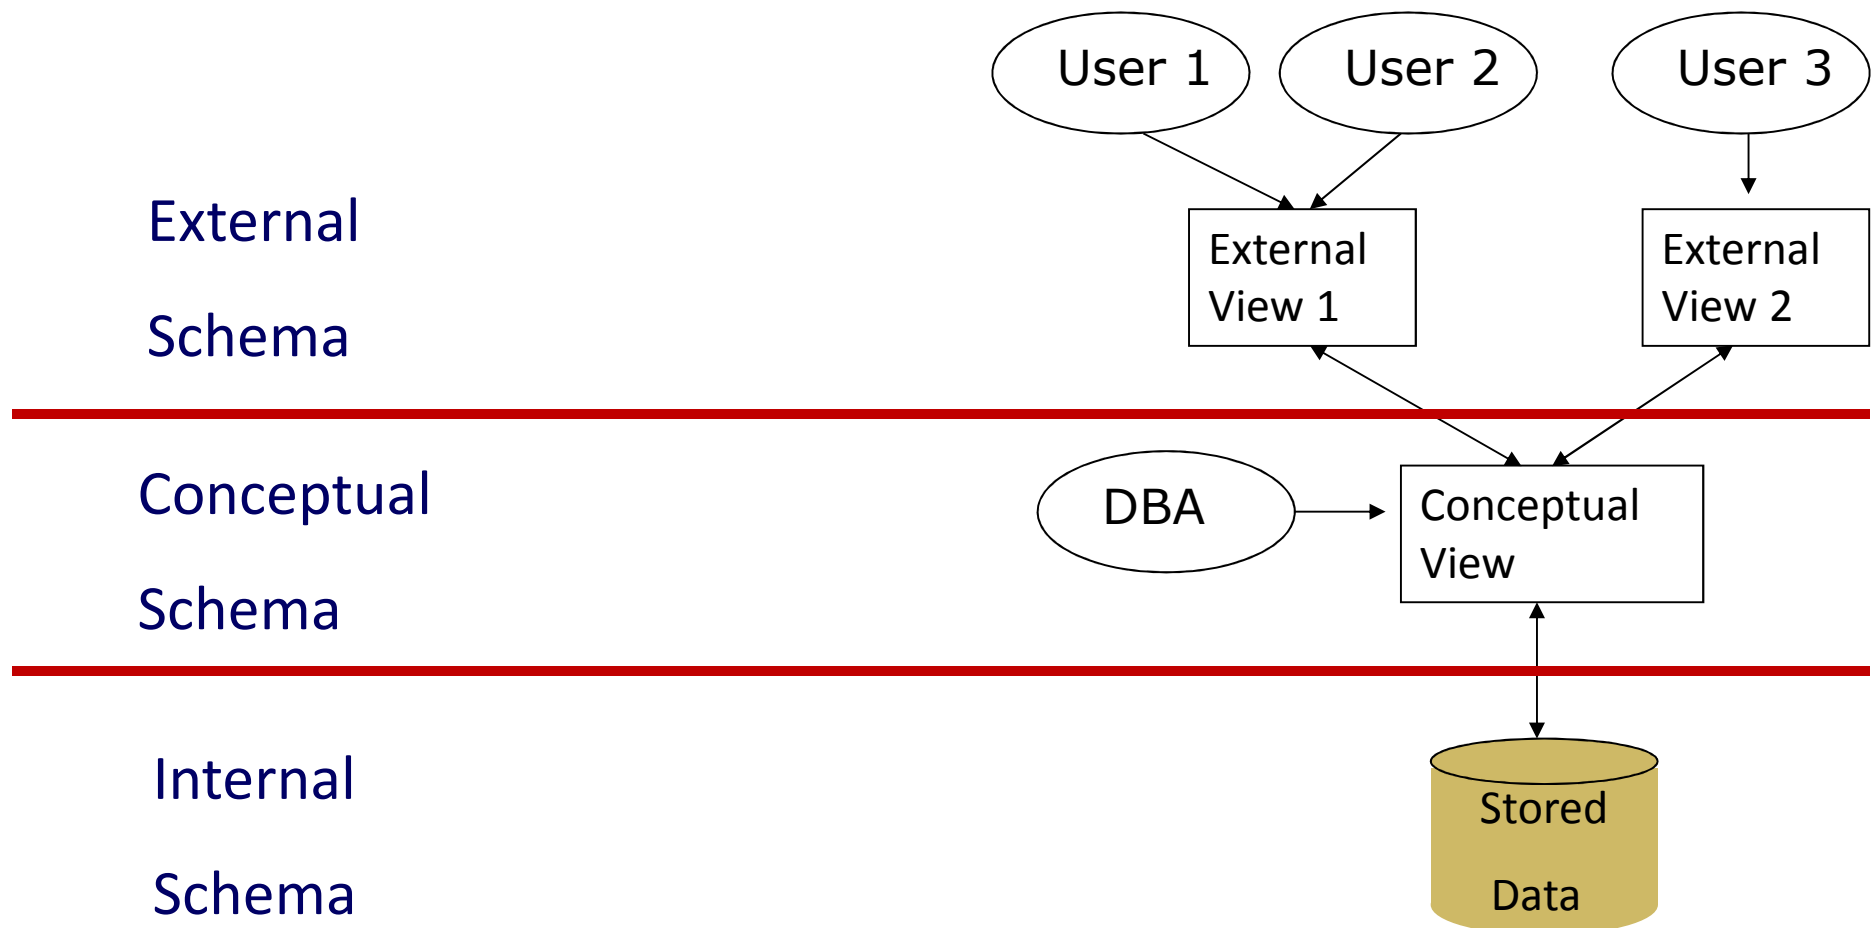 User 1
User 2
User 3
External
Schema
External
View 1
External
View 2
Conceptual
Schema
DBA
Conceptual
View
Internal
Schema
Stored
Data